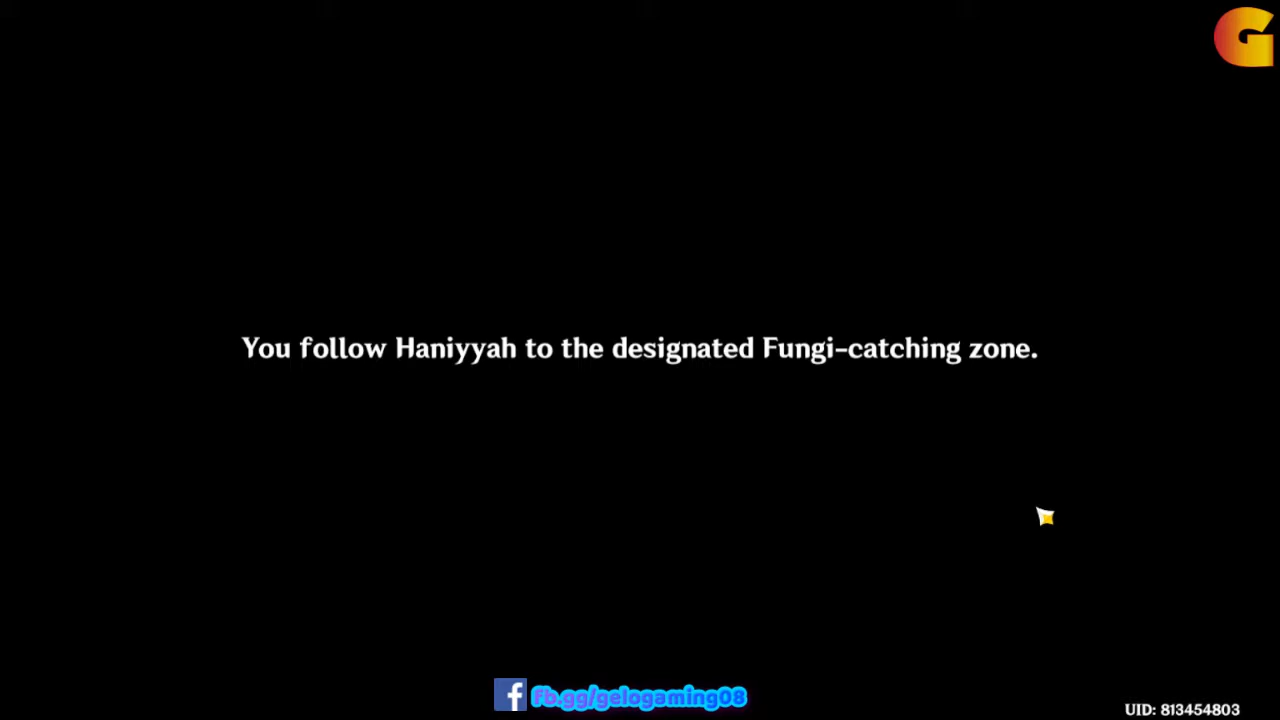 G
You follow Haniyyah to the designated Fungi-catching zone.
f Fb.gg/gelogaming08
UID: 813454803